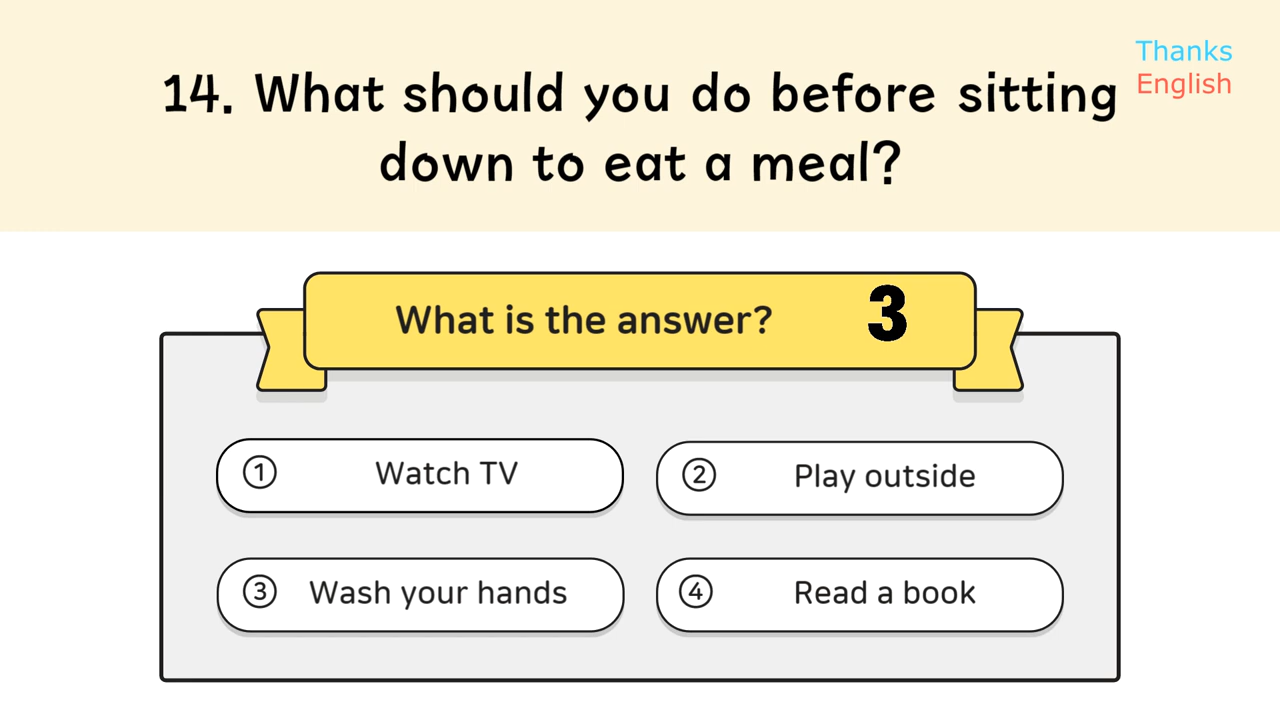 14. What should you do before sitting
down to eat a meal?
Thanks
English
What is the answer? 3
① Watch TV
② Play outside
③ Wash your hands
④ Read a book